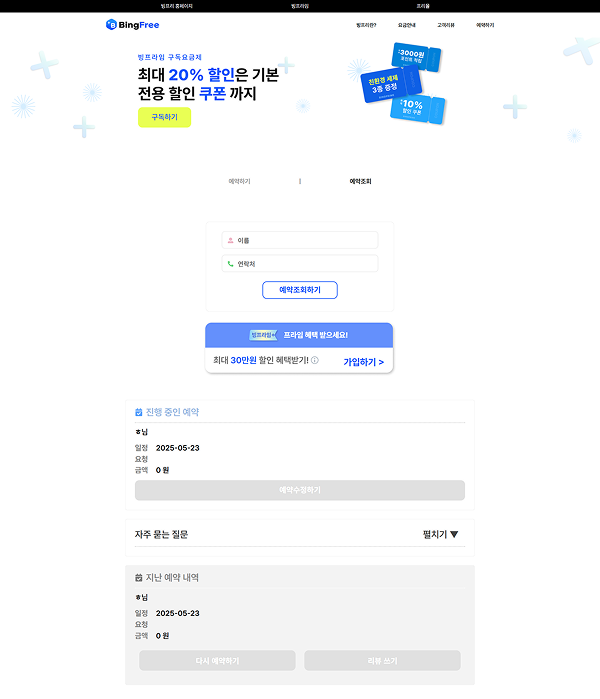 빙프리 홈페이지 빙프라임 프리몰
BingFree 빙프리란? 요금안내 고객리뷰 예약하기
빙프라임 구독요금제
최대 20% 할인은 기본
전용 할인 쿠폰 까지
구독하기
3000원
포인트 적립
친환경 세제
3종 증정
10%
할인 쿠폰
예약하기 | 예약조회
이름
연락처
예약조회하기
빙프라임+ 프라임 혜택 받으세요!
최대 30만원 할인 혜택받기!
가입하기 >
진행 중인 예약
ㅎ님
일정 2025-05-23
요청
금액 0 원
예약수정하기
자주 묻는 질문 펼치기 ▼
지난 예약 내역
ㅎ님
일정 2025-05-23
요청
금액 0 원
다시 예약하기 리뷰 쓰기